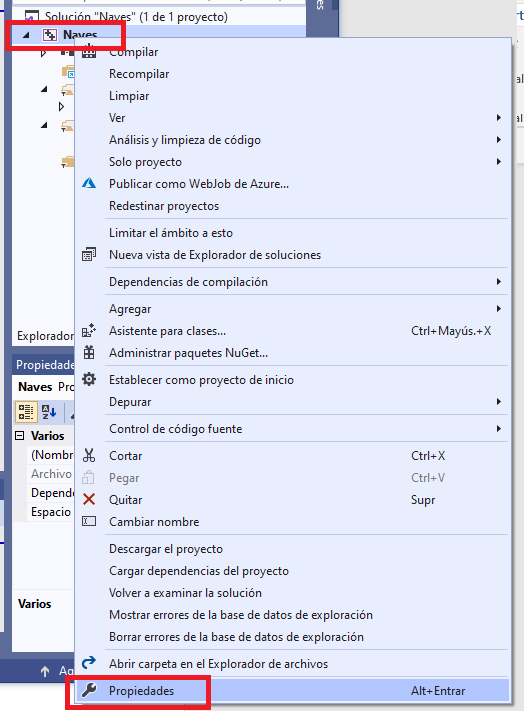 Solución "Naves" (1 de 1 proyecto)
Naves
Compilar
Recompilar
Limpiar
Ver
Análisis y limpieza de código
Solo proyecto
Publicar como WebJob de Azure...
Redestinar proyectos
Limitar el ámbito a esto
Nueva vista de Explorador de soluciones
Dependencias de compilación
Agregar
Explorador
Asistente para clases... Ctrl+Mayús.+X
Administrar paquetes NuGet...
Propiedade
Establecer como proyecto de inicio
Naves Pro
Depurar
Control de código fuente
Varios
(Nombr
Cortar Ctrl+X
Archivo
Pegar Ctrl+V
Depend
Quitar Supr
Espacio
Cambiar nombre
Descargar el proyecto
Cargar dependencias del proyecto
Volver a examinar la solución
Varios
Mostrar errores de la base de datos de exploración
Borrar errores de la base de datos de exploración
Abrir carpeta en el Explorador de archivos
Ag
Propiedades Alt+Entrar